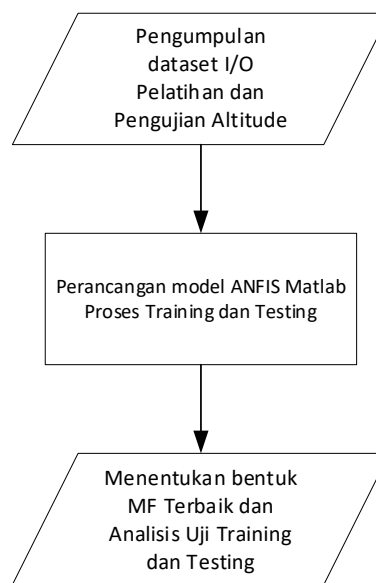 Pengumpulan
dataset I/O
Pelatihan dan
Pengujian Altitude
Perancangan model ANFIS Matlab
Proses Training dan Testing
Menentukan bentuk
MF Terbaik dan
Analisis Uji Training
dan Testing